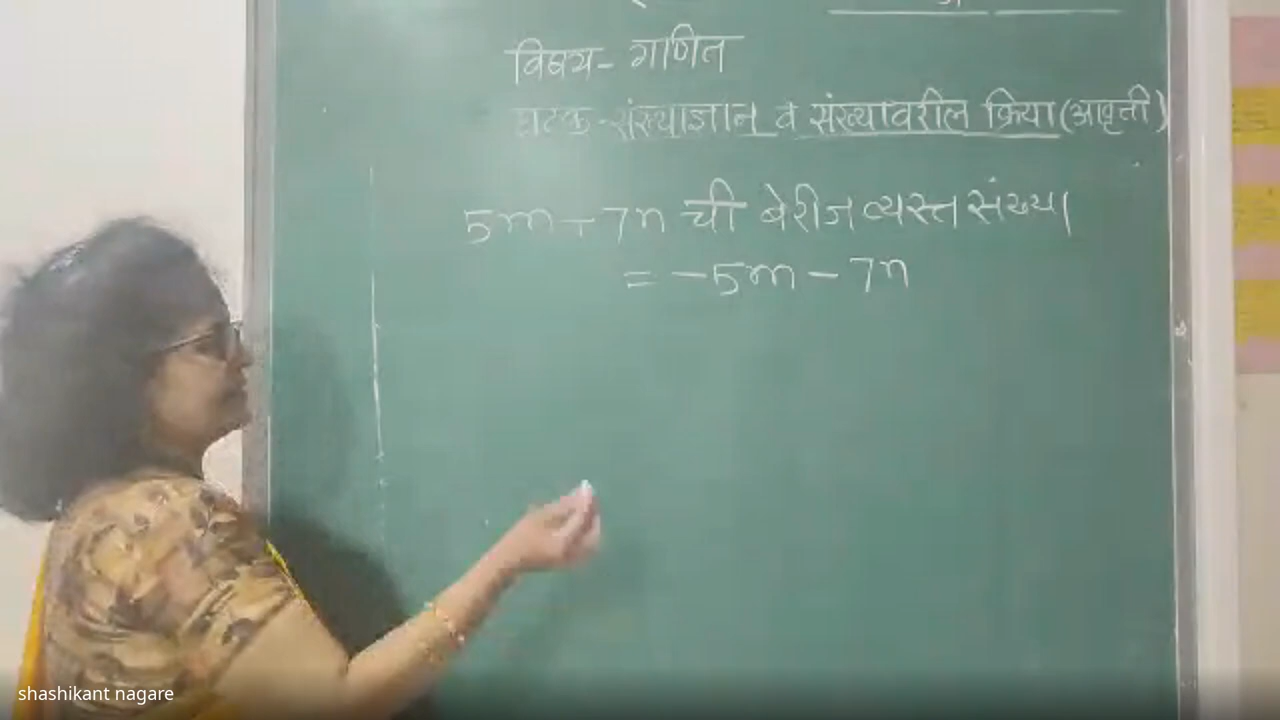 विषय- गणित
घटक-संख्याज्ञान व संख्यावरील क्रिया (आवृत्ती)
5m + 7n ची बेरीज व्यस्त संख्या
= -5m - 7n
shashikant nagare